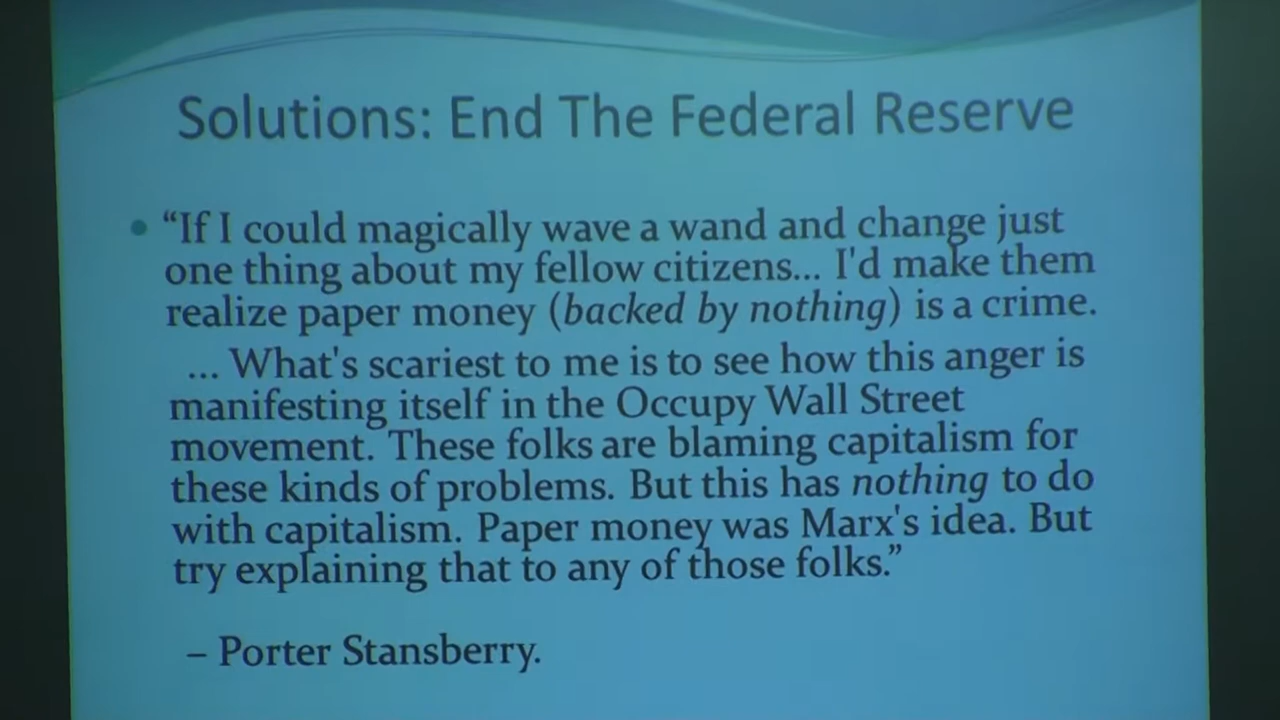 Solutions: End The Federal Reserve
• “If I could magically wave a wand and change just
one thing about my fellow citizens... I'd make them
realize paper money (backed by nothing) is a crime.
... What's scariest to me is to see how this anger is
manifesting itself in the Occupy Wall Street
movement. These folks are blaming capitalism for
these kinds of problems. But this has nothing to do
with capitalism. Paper money was Marx's idea. But
try explaining that to any of those folks.”
– Porter Stansberry.